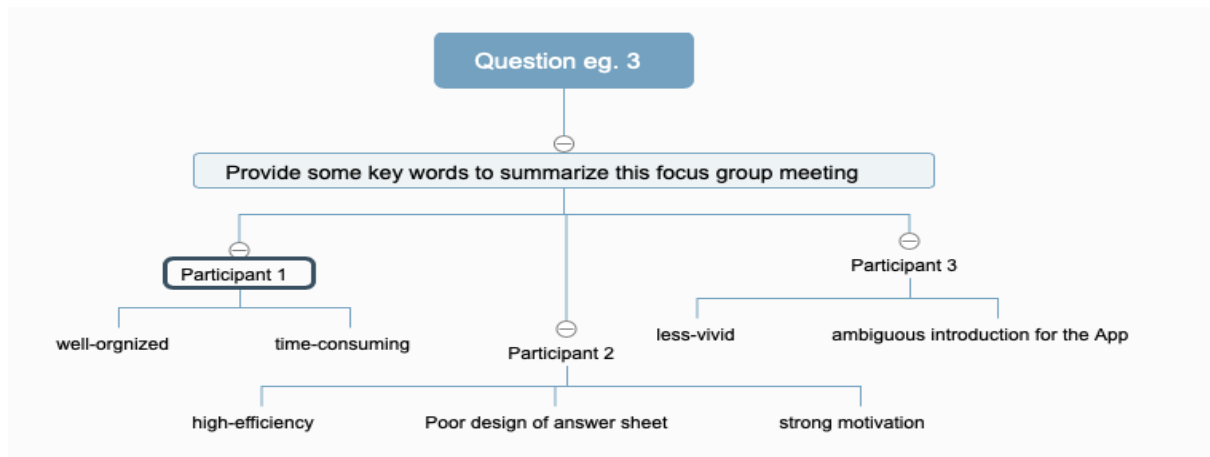 Question eg. 3
Provide some key words to summarize this focus group meeting
Participant 1
well-orgnized
time-consuming
Participant 2
high-efficiency
Poor design of answer sheet
strong motivation
Participant 3
less-vivid
ambiguous introduction for the App